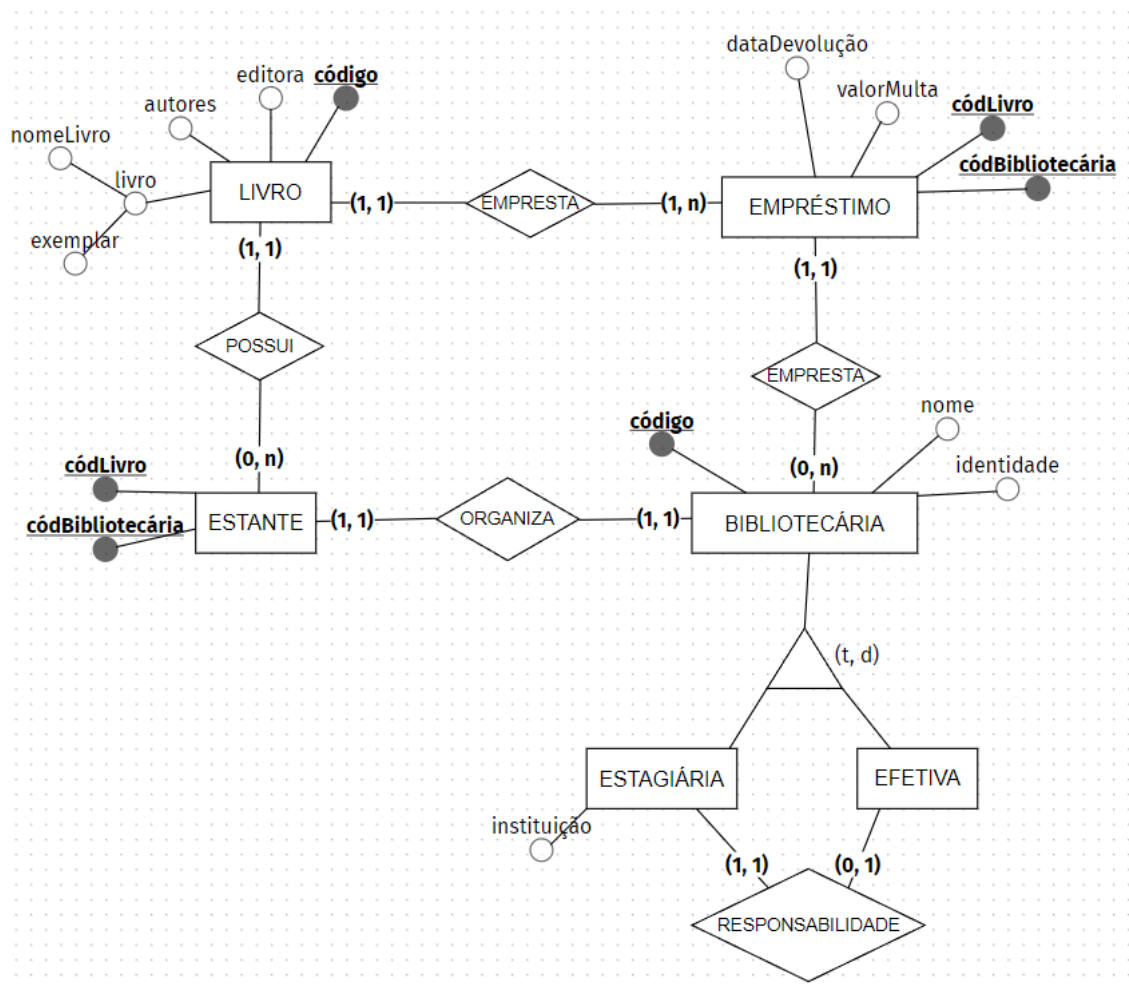 dataDevolução
editora
código
autores
valorMulta
códLivro
nomeLivro
códBibliotecária
livro
LIVRO
(1, 1)
EMPRESTA
(1, n)
EMPRÉSTIMO
exemplar
(1, 1)
(1, 1)
POSSUI
EMPRESTA
nome
código
(0, n)
(0, n)
códLivro
identidade
códBibliotecária
ESTANTE
(1, 1)
ORGANIZA
(1, 1)
BIBLIOTECÁRIA
(t, d)
ESTAGIÁRIA
EFETIVA
instituição
(1, 1)
(0, 1)
RESPONSABILIDADE